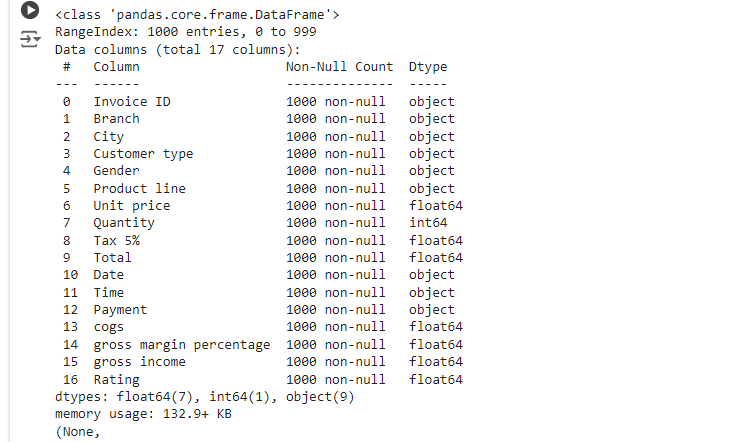 <class 'pandas.core.frame.DataFrame'>
RangeIndex: 1000 entries, 0 to 999
Data columns (total 17 columns):
 #   Column                   Non-Null Count  Dtype
---  ------                   --------------  -----
 0   Invoice ID               1000 non-null   object
 1   Branch                   1000 non-null   object
 2   City                     1000 non-null   object
 3   Customer type            1000 non-null   object
 4   Gender                   1000 non-null   object
 5   Product line             1000 non-null   object
 6   Unit price               1000 non-null   float64
 7   Quantity                 1000 non-null   int64
 8   Tax 5%                   1000 non-null   float64
 9   Total                    1000 non-null   float64
 10  Date                     1000 non-null   object
 11  Time                     1000 non-null   object
 12  Payment                  1000 non-null   object
 13  cogs                     1000 non-null   float64
 14  gross margin percentage  1000 non-null   float64
 15  gross income             1000 non-null   float64
 16  Rating                   1000 non-null   float64
dtypes: float64(7), int64(1), object(9)
memory usage: 132.9+ KB
(None,